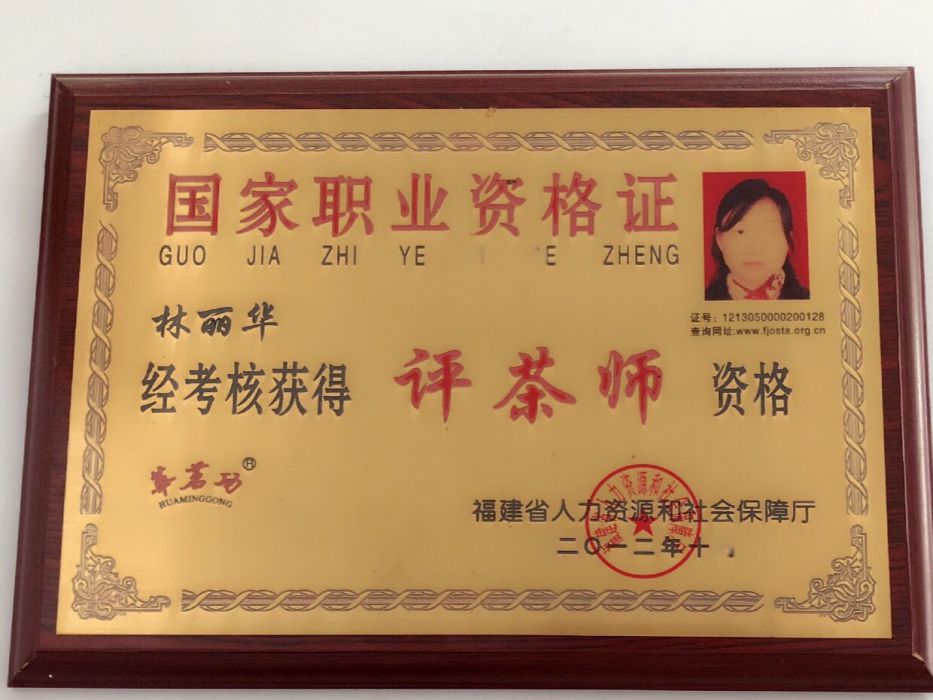 国家职业资格证
GUO JIA ZHI YE E ZHENG
林丽华
证号：1213050000200128
查询网址:www.fjosta.org.cn
经考核获得 评茶师 资格
华茗功®
HUAMINGGONG
福建省人力资源和社会保障厅
二〇一二年十